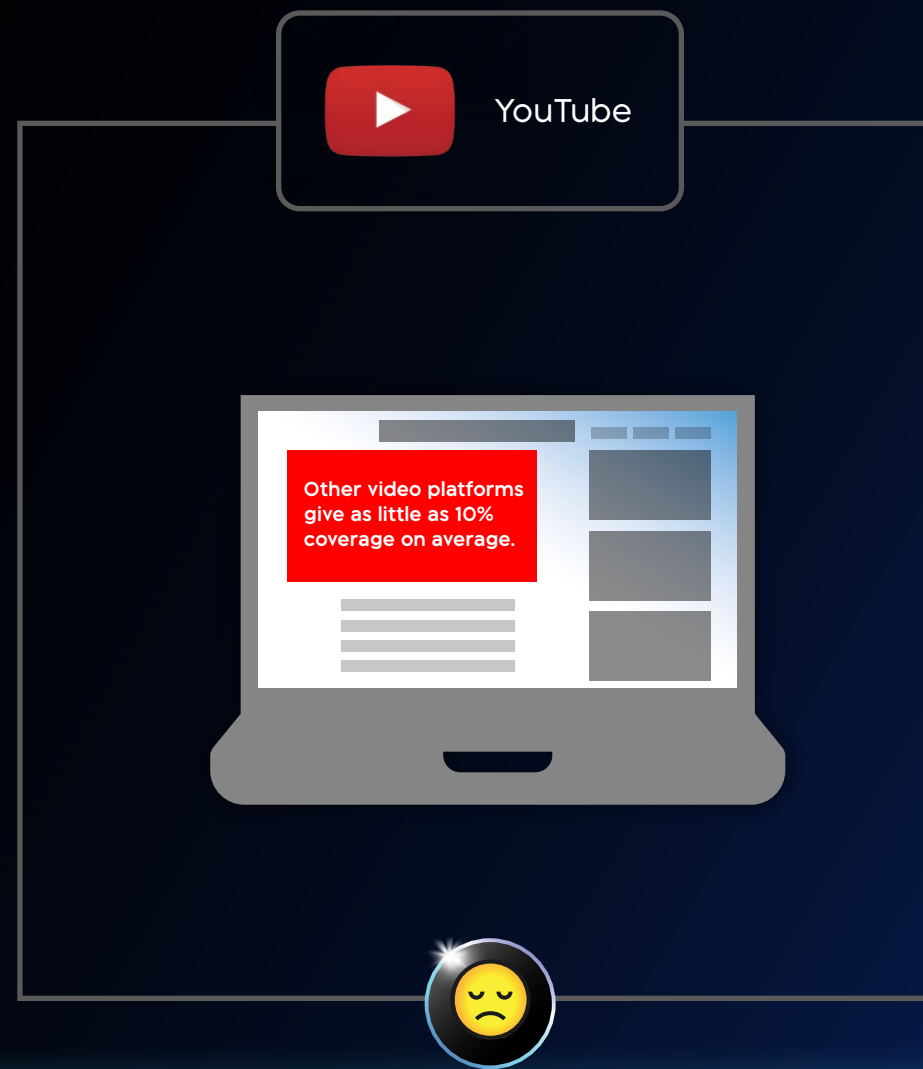 YouTube
Other video platforms
give as little as 10%
coverage on average.